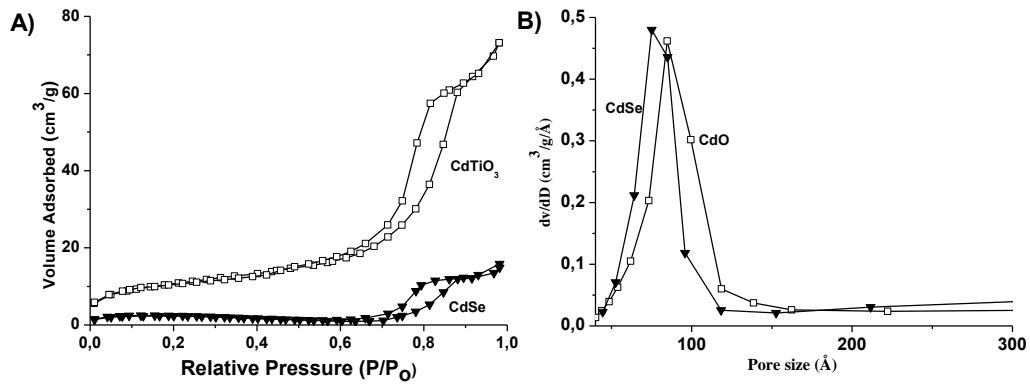 A)
Volume Adsorbed (cm³/g)
80
60
40
20
0
CdTiO₃
CdSe
0,0 0,2 0,4 0,6 0,8 1,0
Relative Pressure (P/Po)
B)
dv/dD (cm³/g/Å)
0,5
0,4
0,3
0,2
0,1
0,0
CdSe
CdO
100 200 300
Pore size (Å)